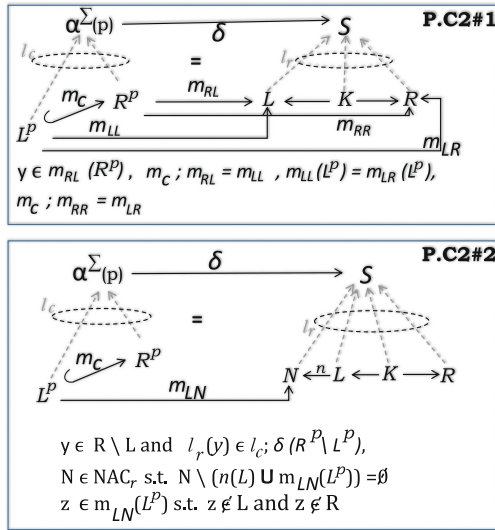 α^Σ(p) δ S P.C2#1
l_c = l_r
m_C R^p m_RL L K R
L^p m_LL m_RR
m_LR
y ∈ m_RL (R^p), m_C ; m_RL = m_LL , m_LL(L^p) = m_LR (L^p),
m_C ; m_RR = m_LR
P.C2#2
α^Σ(p) δ S
l_c = l_r
m_C R^p N n L K R
L^p m_LN
y ∈ R \ L and l_r(y) ∈ l_c; δ (R^p \ L^p),
N ∈ NAC_r s.t. N \ (n(L) ∪ m_LN(L^p)) =∅
z ∈ m_LN(L^p) s.t. z ∉ L and z ∉ R